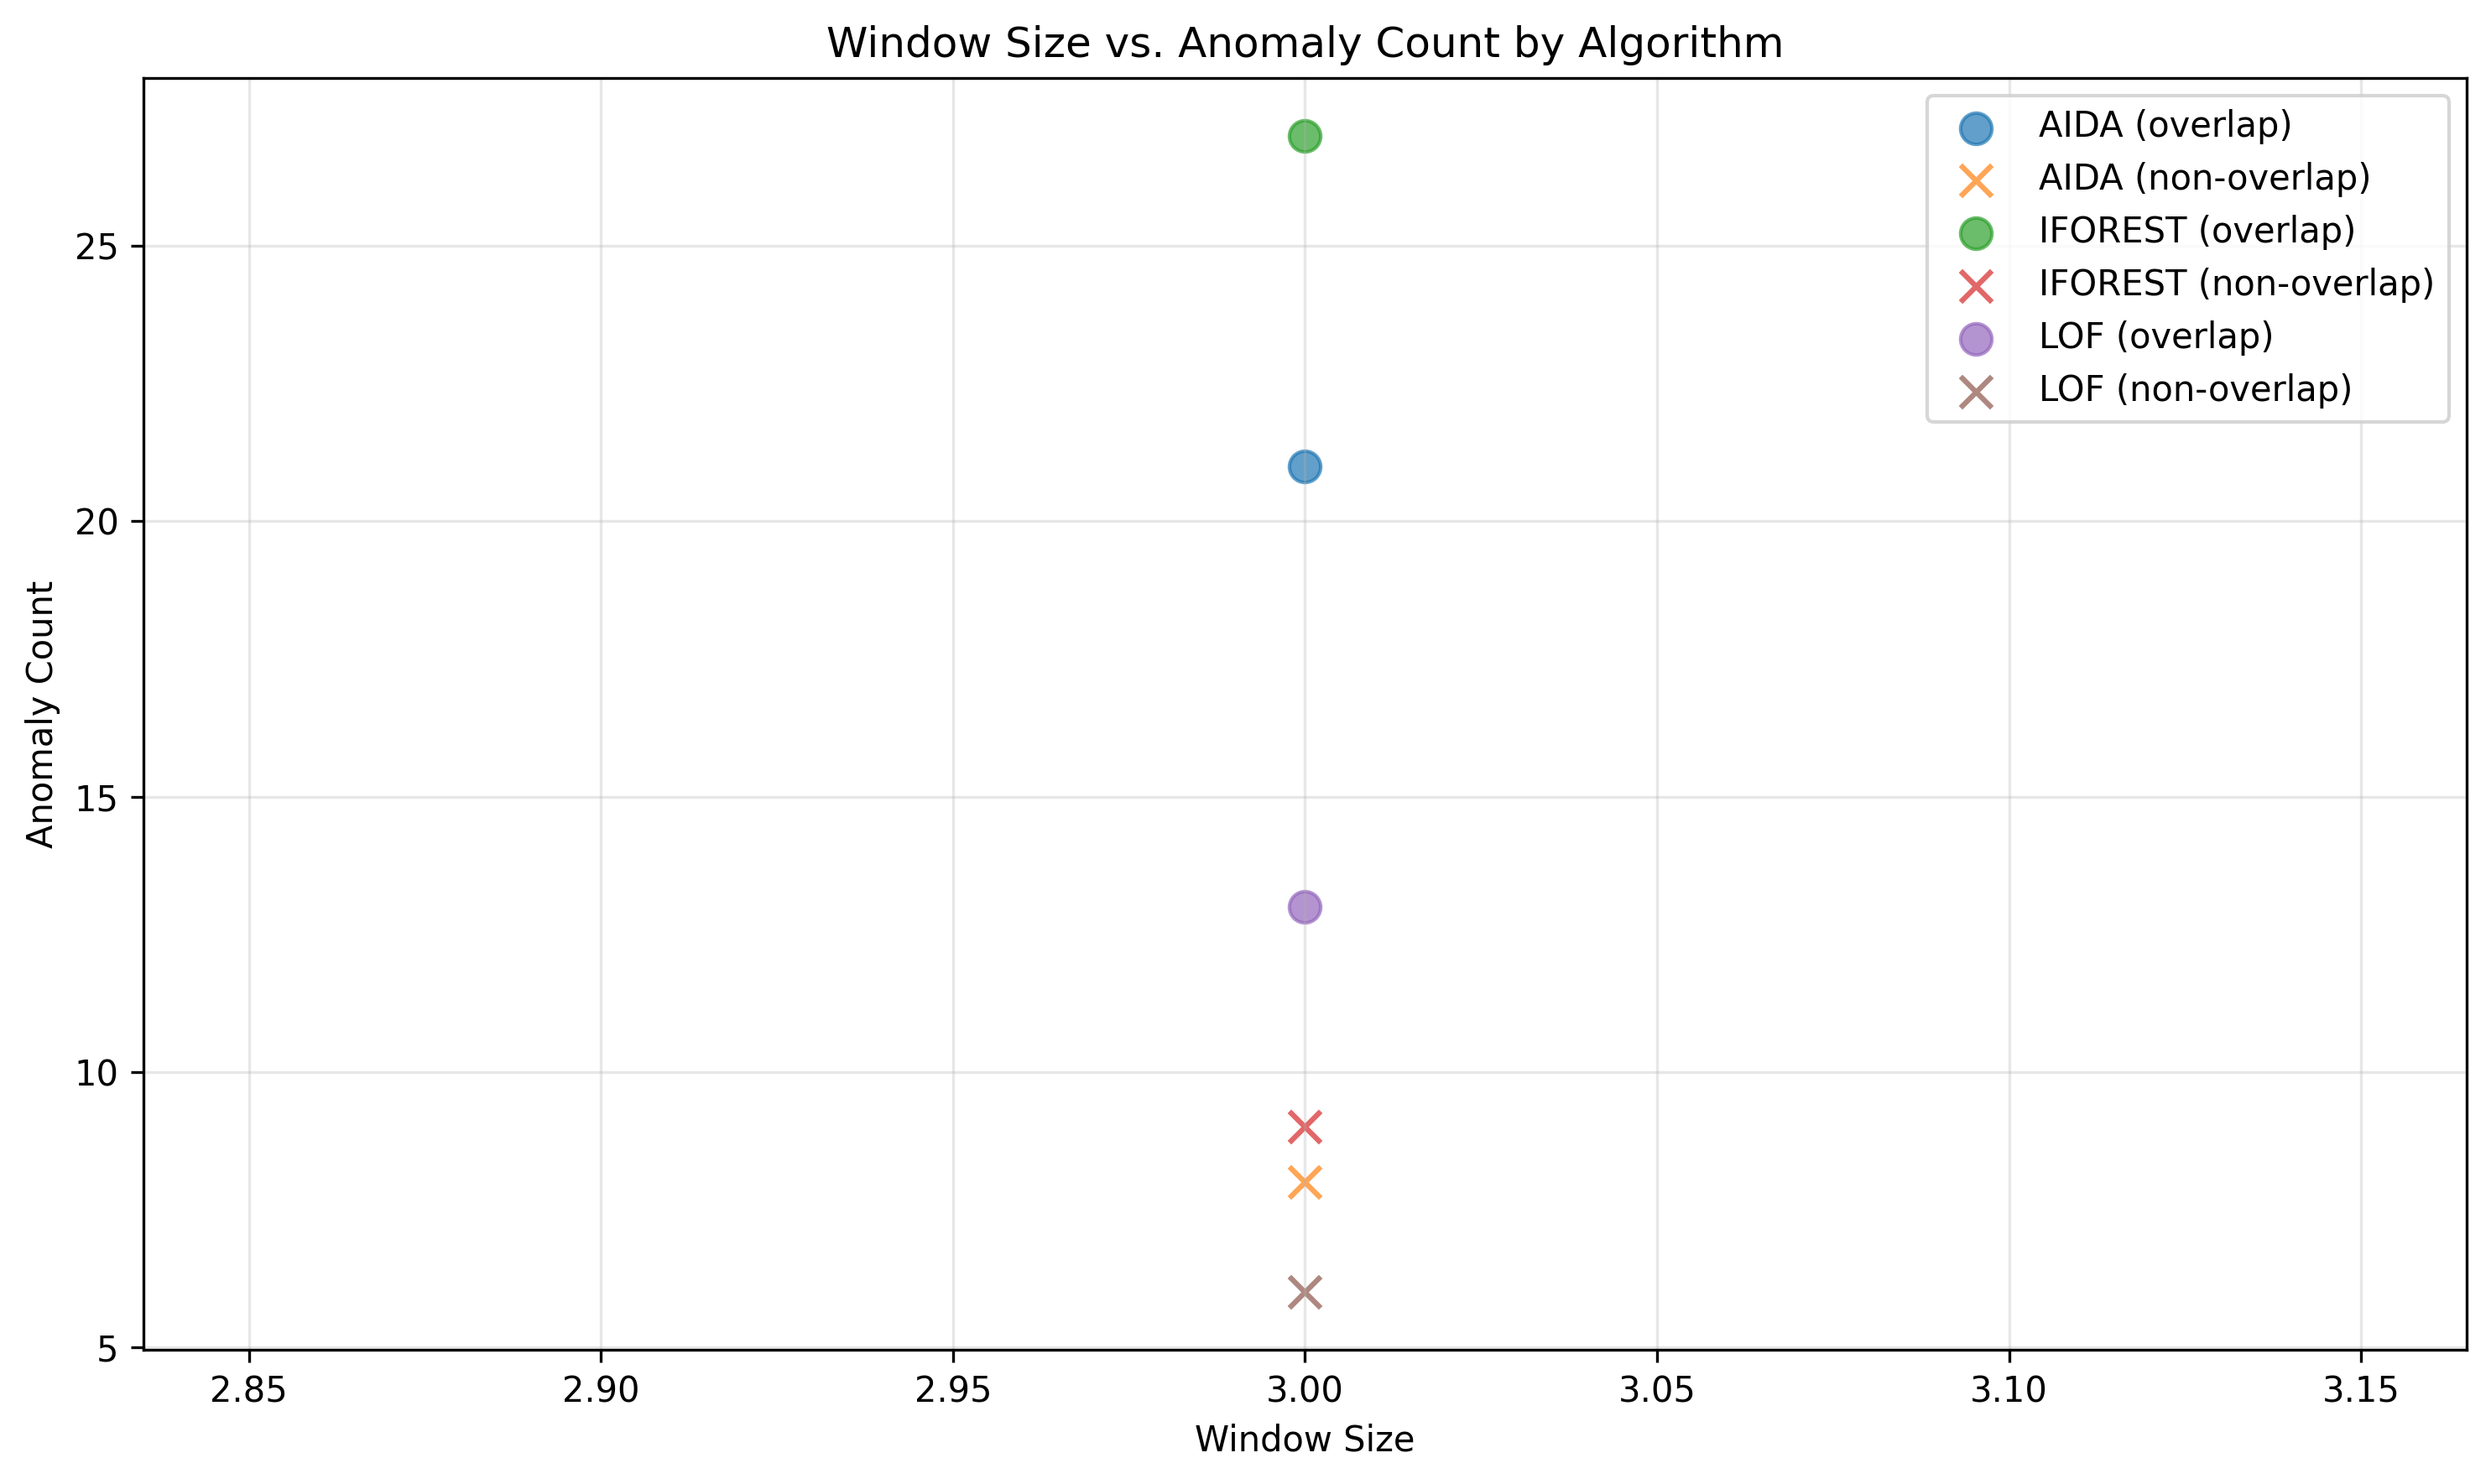 Window Size vs. Anomaly Count by Algorithm
AIDA (overlap)
AIDA (non-overlap)
IFOREST (overlap)
IFOREST (non-overlap)
LOF (overlap)
LOF (non-overlap)
Anomaly Count
25
20
15
10
5
2.85
2.90
2.95
3.00
3.05
3.10
3.15
Window Size